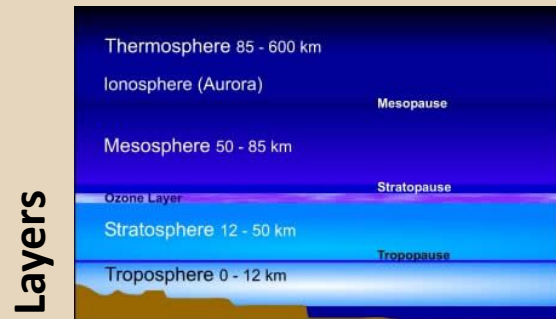 Layers
Thermosphere 85 - 600 km
Ionosphere (Aurora)
Mesopause
Mesosphere 50 - 85 km
Stratopause
Ozone Layer
Stratosphere 12 - 50 km
Tropopause
Troposphere 0 - 12 km